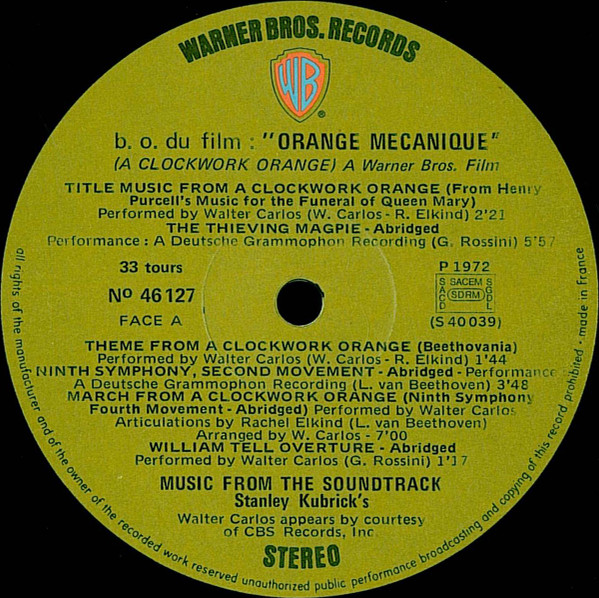 WARNER BROS. RECORDS
WB
b. o. du film : "ORANGE MECANIQUE"
(A CLOCKWORK ORANGE) A Warner Bros. Film
TITLE MUSIC FROM A CLOCKWORK ORANGE (From Henry
Purcell's Music for the Funeral of Queen Mary)
Performed by Walter Carlos (W. Carlos - R. Elkind) 2'21
THE THIEVING MAGPIE - Abridged
Performance : A Deutsche Grammophon Recording (G. Rossini) 5'57
33 tours
No 46127
FACE A
P 1972
SACEM
SACD
SDRM
SGDL
(S 40 039)
THEME FROM A CLOCKWORK ORANGE (Beethovania)
Performed by Walter Carlos (W. Carlos - R. Elkind) 1'44
NINTH SYMPHONY, SECOND MOVEMENT - Abridged - Performance
A Deutsche Grammophon Recording (L. van Beethoven) 3'48
MARCH FROM A CLOCKWORK ORANGE (Ninth Symphony
Fourth Movement - Abridged) Performed by Walter Carlos
Articulations by Rachel Elkind (L. van Beethoven)
Arranged by W. Carlos - 7'00
WILLIAM TELL OVERTURE - Abridged
Performed by Walter Carlos (G. Rossini) 1'17
MUSIC FROM THE SOUNDTRACK
Stanley Kubrick's
Walter Carlos appears by courtesy
of CBS Records, Inc
STEREO
all rights of the manufacturer and of the owner of the recorded work reserved unauthorized public performance broadcasting and copying of this record prohibited - made in france